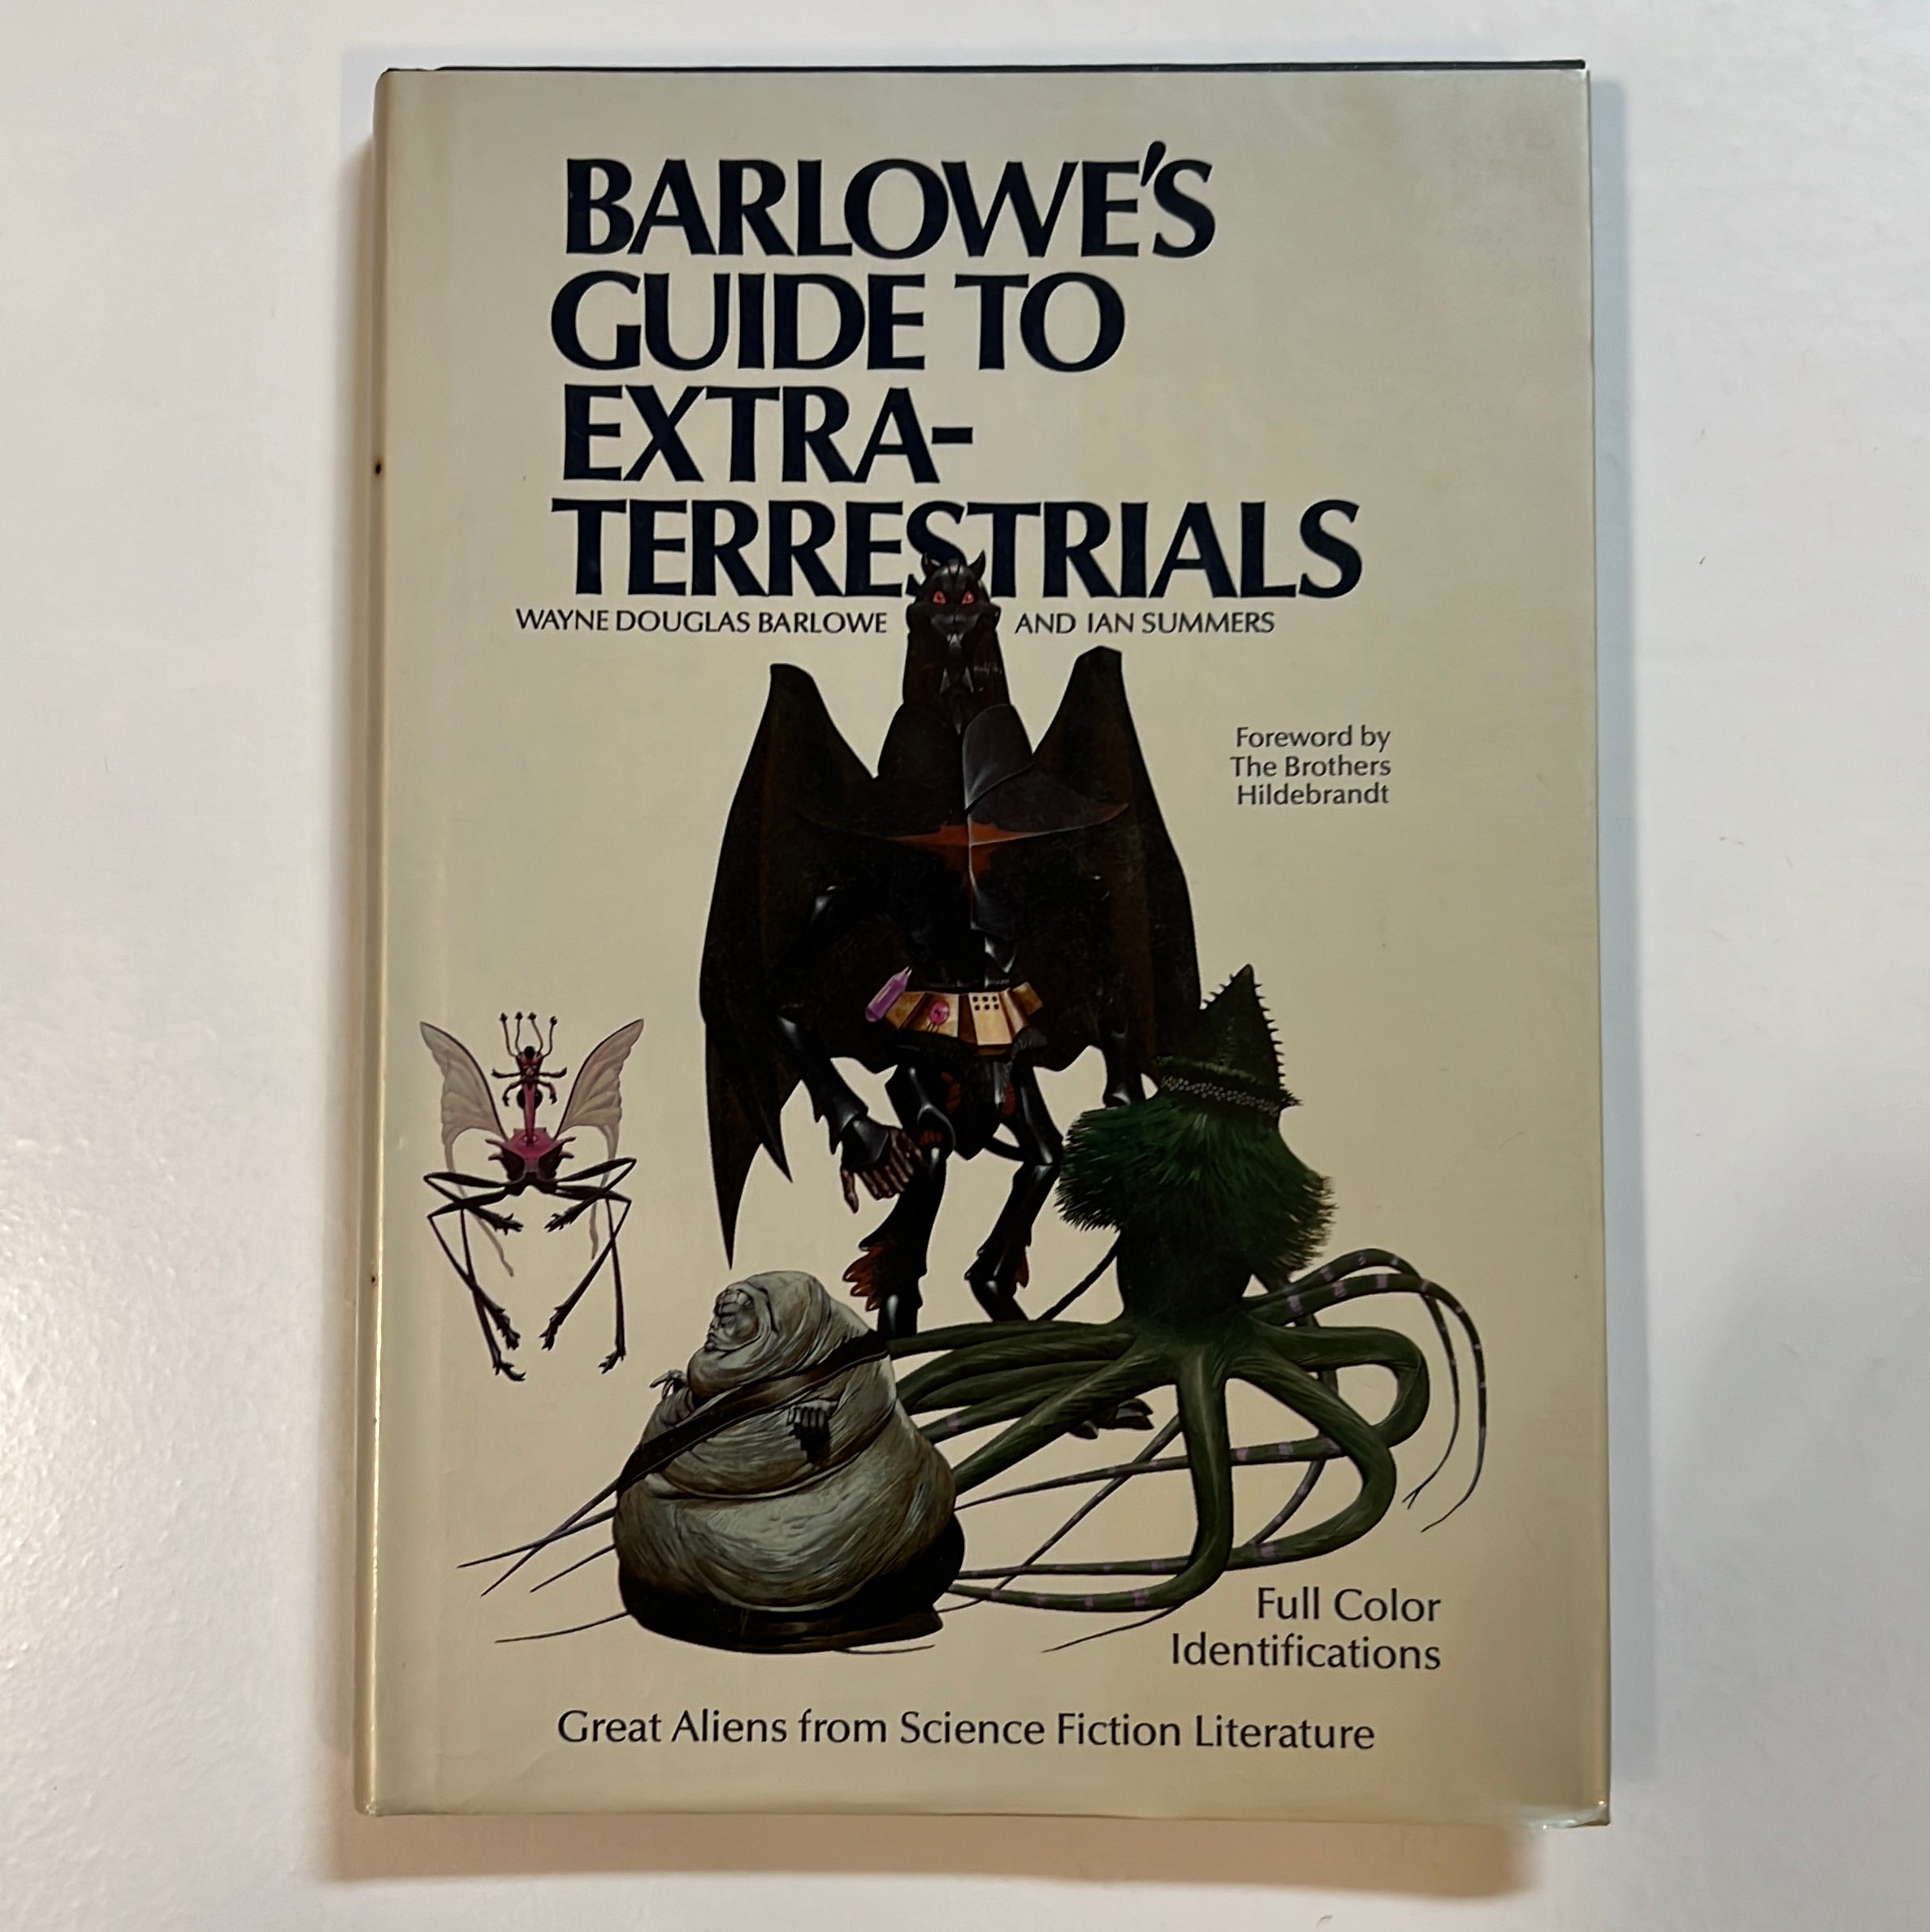 BARLOWE'S
GUIDE TO
EXTRA-
TERRESTRIALS
WAYNE DOUGLAS BARLOWE AND IAN SUMMERS
Foreword by
The Brothers
Hildebrandt
Full Color
Identifications
Great Aliens from Science Fiction Literature